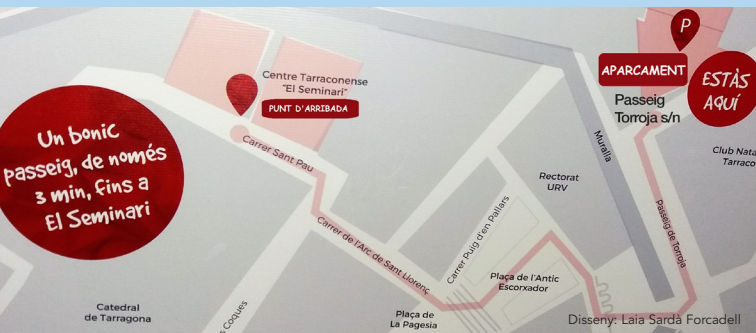 P
APARCAMENT
Passeig
Torroja s/n
ESTÀS
AQUÍ
Centre Tarraconense
"El Seminari"
PUNT D'ARRIBADA
Un bonic
passeig, de només
3 min, fins a
El Seminari
Carrer Sant Pau
Muralla
Club Nata
Tarraco
Rectorat
URV
Carrer Puig d'en Pallars
Carrer de l'Arc de Sant Llorenç
Passeig de Torroja
Plaça de l'Antic
Escorxador
Catedral
de Tarragona
Coques
Plaça de
La Pagesia
Disseny: Laia Sardà Forcadell